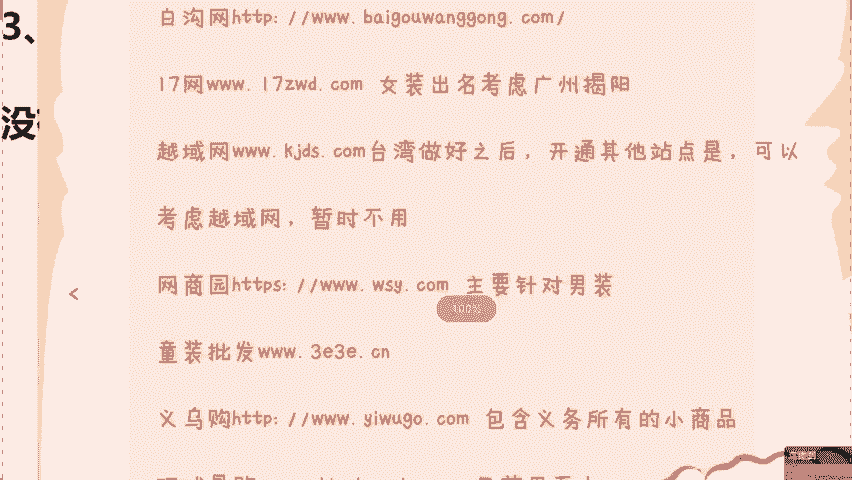 3、
白沟网http: //www. baigouwanggong. com/
17网www. 17zwd. com 女装出名考虑广州揭阳
没
越域网www. kjds. com台湾做好之后，开通其他站点是，可以
考虑越域网，暂时不用
网商园https: //www. wsy. com 主要针对男装
100%
童装批发www. 3e3e. cn
义乌购http: //www. yiwugo. com 包含义务所有的小商品